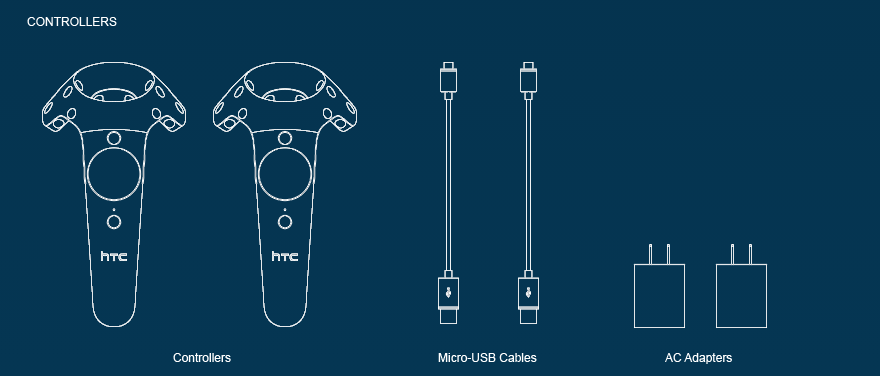 CONTROLLERS
hTC
hTC
Controllers
Micro-USB Cables
AC Adapters